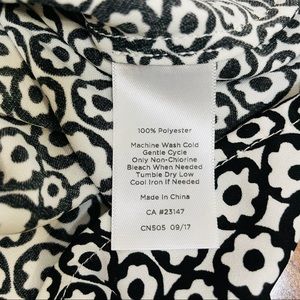 100% Polyester
Machine Wash Cold
Gentle Cycle
Only Non-Chlorine
Bleach When Needed
Tumble Dry Low
Cool Iron If Needed
Made In China
CA #23147
CN505 09/17